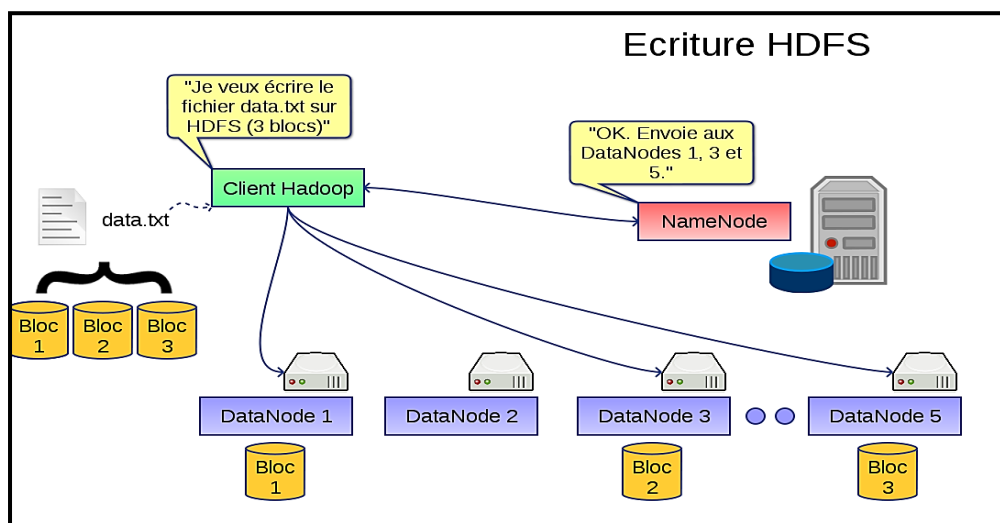 Ecriture HDFS
"Je veux écrire le
fichier data.txt sur
HDFS (3 blocs)"
"OK. Envoie aux
DataNodes 1, 3 et
5."
Client Hadoop
NameNode
data.txt
Bloc
1
Bloc
2
Bloc
3
DataNode 1
DataNode 2
DataNode 3
DataNode 5
Bloc
1
Bloc
2
Bloc
3